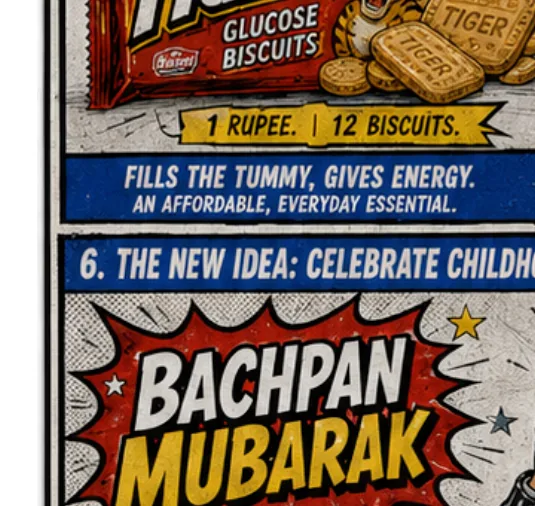 GLUCOSE
BISCUITS
TIGER
TIGER
1 RUPEE. | 12 BISCUITS.
FILLS THE TUMMY, GIVES ENERGY.
AN AFFORDABLE, EVERYDAY ESSENTIAL.
6. THE NEW IDEA: CELEBRATE CHILDH
BACHPAN
MUBARAK